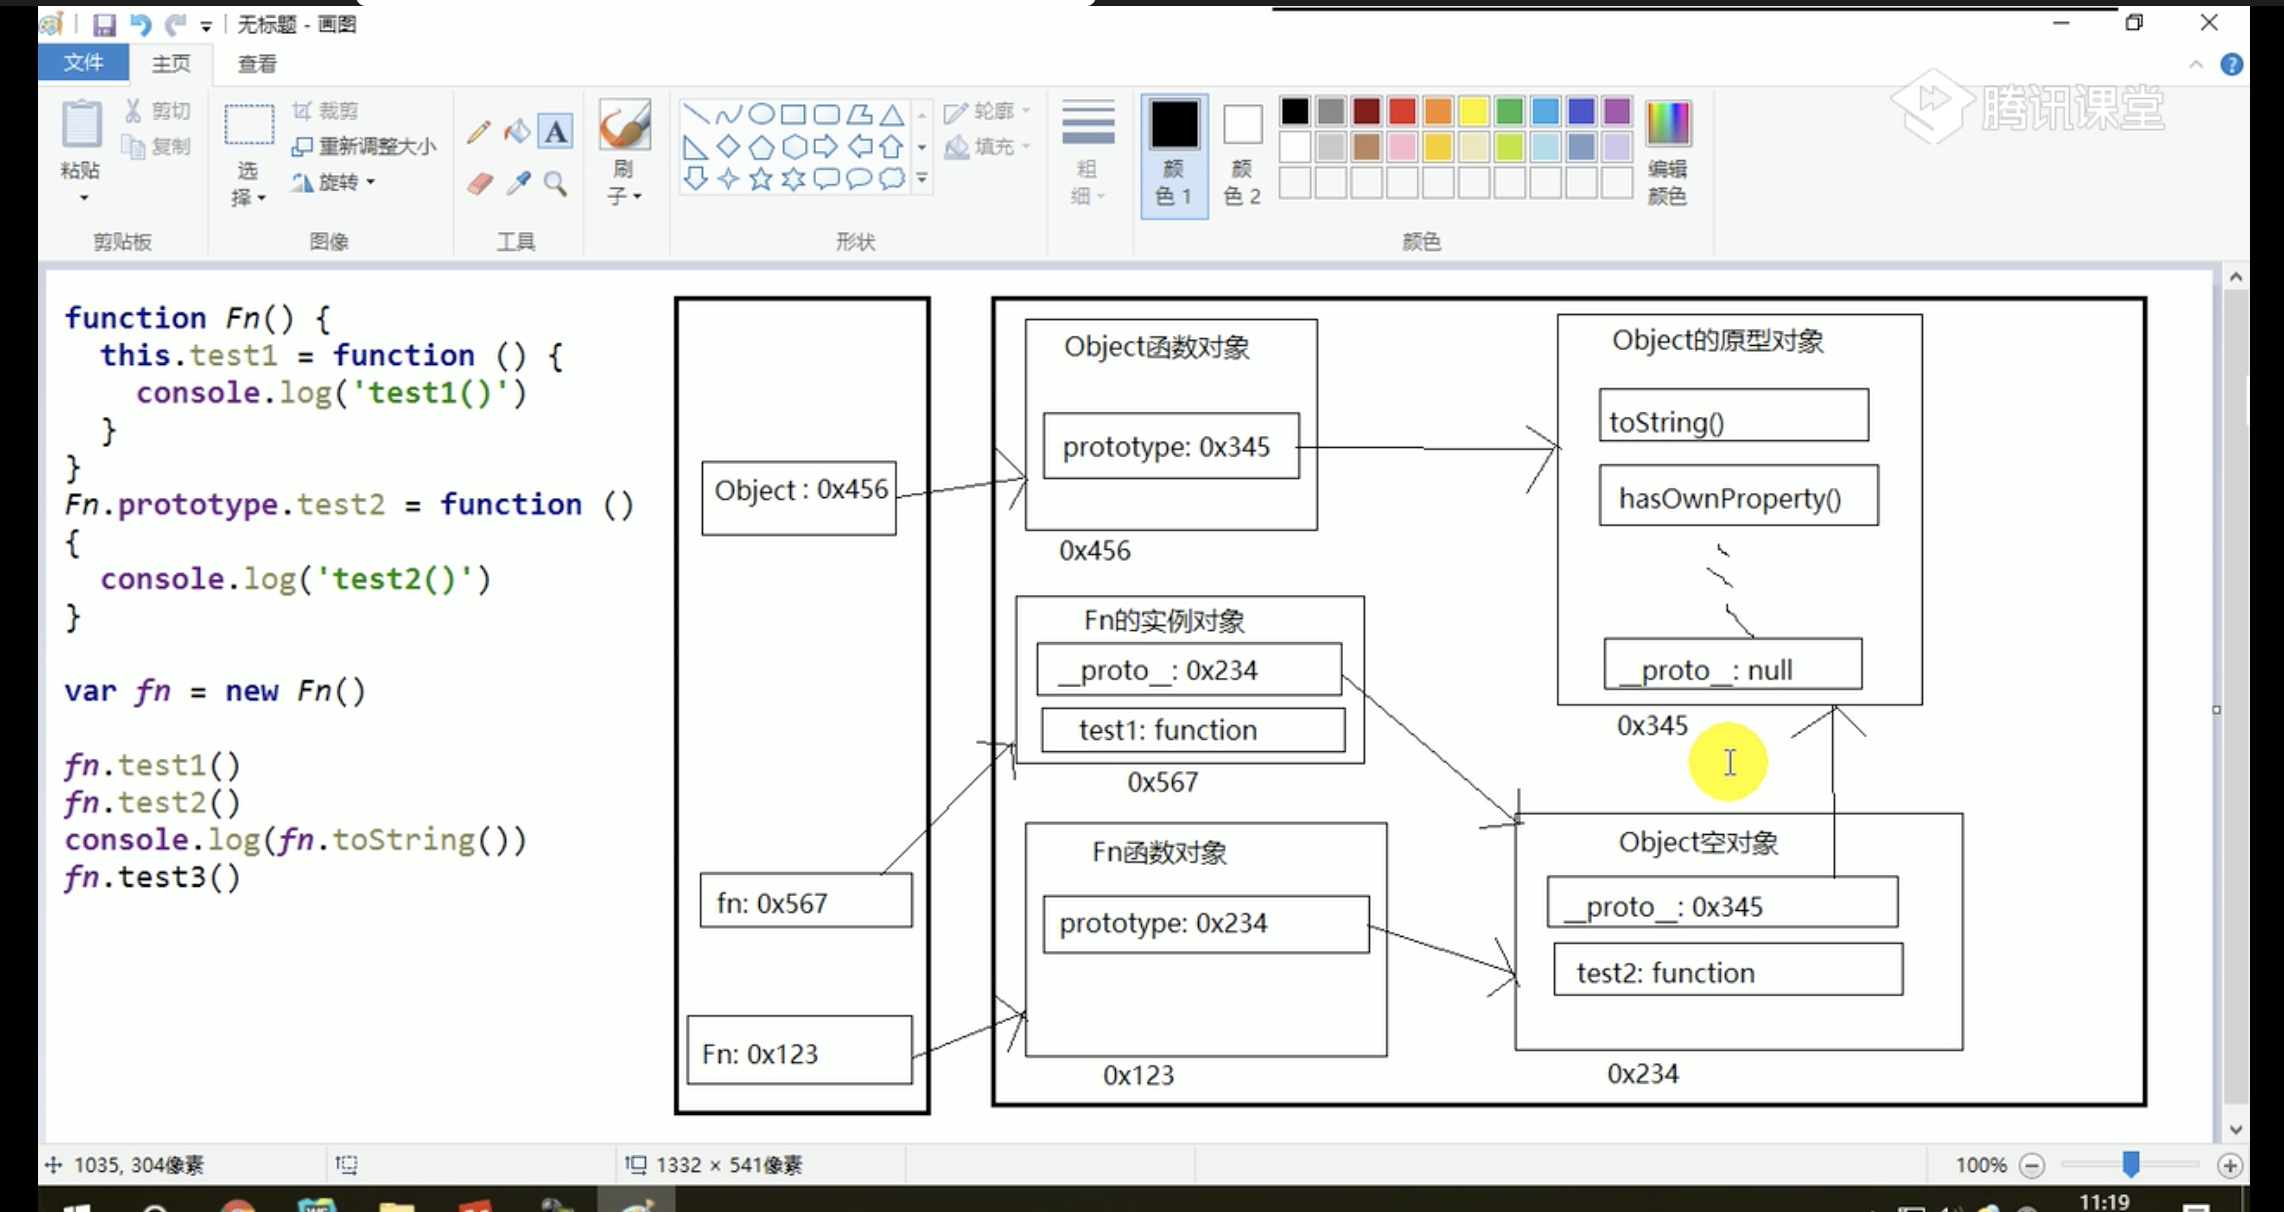 无标题 - 画图
文件 主页 查看
剪切
复制
粘贴
剪贴板
裁剪
重新调整大小
旋转
选择
图像
A
工具
刷子
形状
轮廓
填充
粗细
颜色 1
颜色 2
编辑颜色
颜色
腾讯课堂
function Fn() {
this.test1 = function () {
console.log('test1()')
}
}
Fn.prototype.test2 = function ()
{
console.log('test2()')
}
var fn = new Fn()
fn.test1()
fn.test2()
console.log(fn.toString())
fn.test3()
Object : 0x456
fn: 0x567
Fn: 0x123
Object函数对象
prototype: 0x345
0x456
Fn的实例对象
__proto__: 0x234
test1: function
0x567
Fn函数对象
prototype: 0x234
0x123
Object的原型对象
toString()
hasOwnProperty()
__proto__: null
0x345
Object空对象
__proto__: 0x345
test2: function
0x234
1035, 304像素
1332 × 541像素
100%
11:19